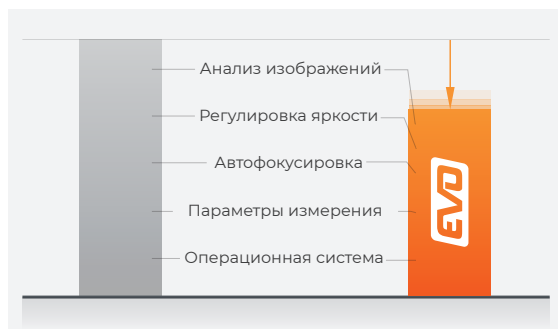 Анализ изображений
Регулировка яркости
Автофокусировка
Параметры измерения
Операционная система
EVO